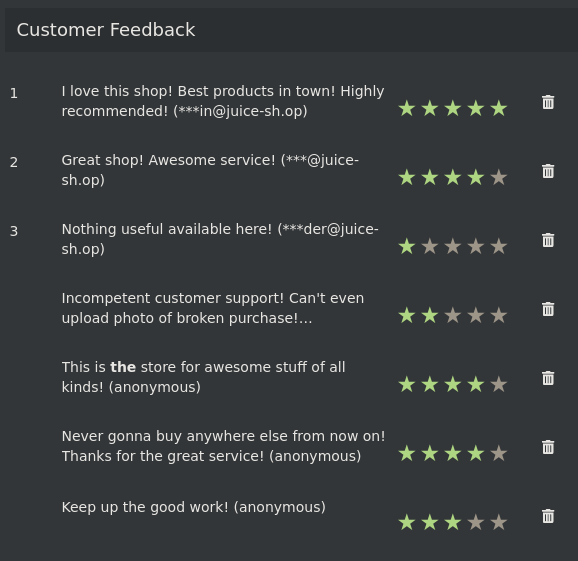 Customer Feedback
1
I love this shop! Best products in town! Highly
recommended! (***in@juice-sh.op)
2
Great shop! Awesome service! (***@juice-
sh.op)
3
Nothing useful available here! (***der@juice-
sh.op)
Incompetent customer support! Can't even
upload photo of broken purchase!...
This is the store for awesome stuff of all
kinds! (anonymous)
Never gonna buy anywhere else from now on!
Thanks for the great service! (anonymous)
Keep up the good work! (anonymous)